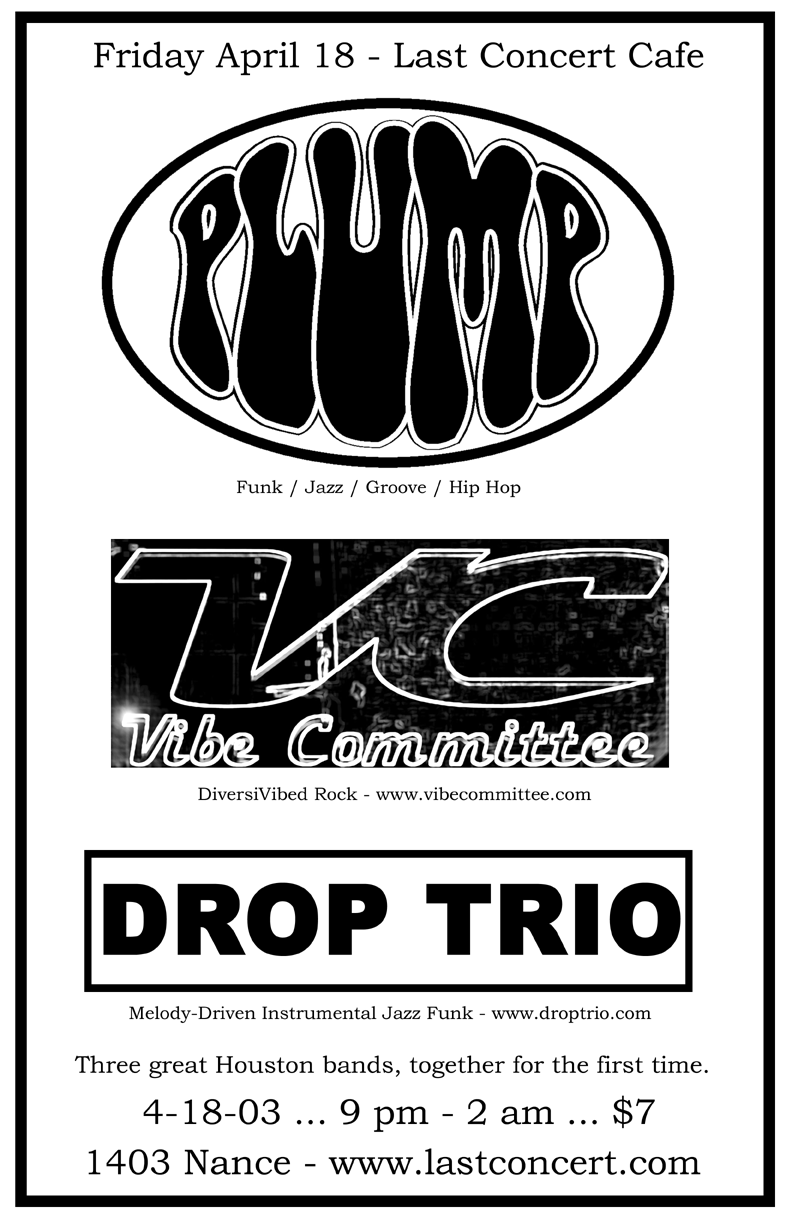 Friday April 18 - Last Concert Cafe
PLUMP
Funk / Jazz / Groove / Hip Hop
VC
Vibe Committee
DiversiVibed Rock - www.vibecommittee.com
DROP TRIO
Melody-Driven Instrumental Jazz Funk - www.droptrio.com
Three great Houston bands, together for the first time.
4-18-03 ... 9 pm - 2 am ... $7
1403 Nance - www.lastconcert.com